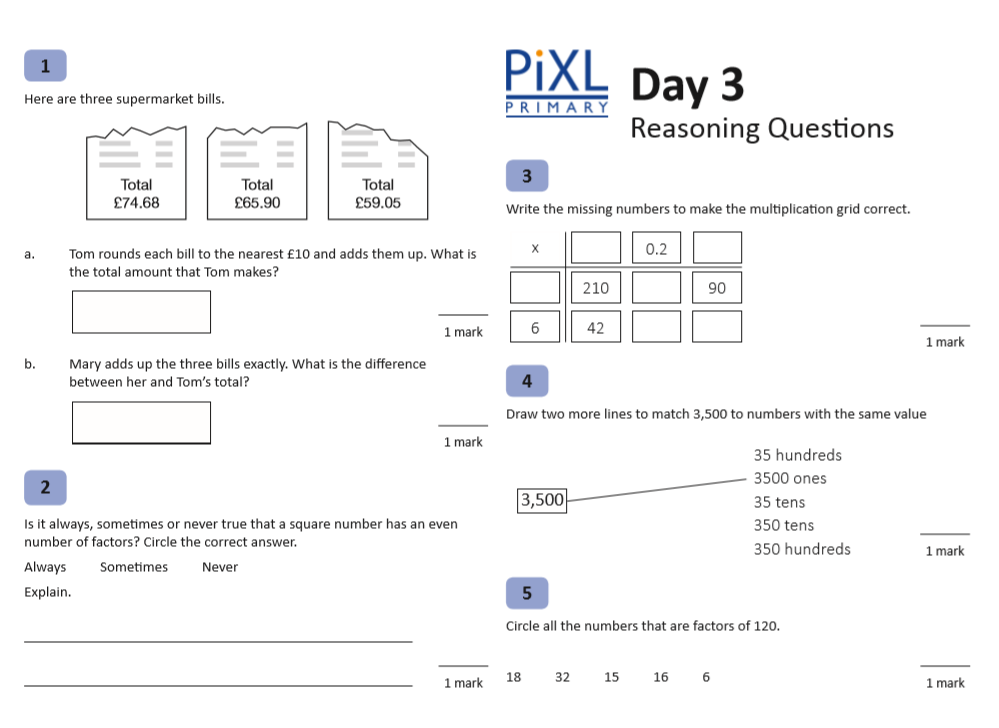 1
Here are three supermarket bills.
Total
£74.68
Total
£65.90
Total
£59.05
a. Tom rounds each bill to the nearest £10 and adds them up. What is
the total amount that Tom makes?
1 mark
b. Mary adds up the three bills exactly. What is the difference
between her and Tom's total?
1 mark
2
Is it always, sometimes or never true that a square number has an even
number of factors? Circle the correct answer.
Always Sometimes Never
Explain.
1 mark
PiXL
PRIMARY
Day 3
Reasoning Questions
3
Write the missing numbers to make the multiplication grid correct.
x 0.2
210 90
6 42
1 mark
4
Draw two more lines to match 3,500 to numbers with the same value
3,500
35 hundreds
3500 ones
35 tens
350 tens
350 hundreds
1 mark
5
Circle all the numbers that are factors of 120.
18 32 15 16 6
1 mark